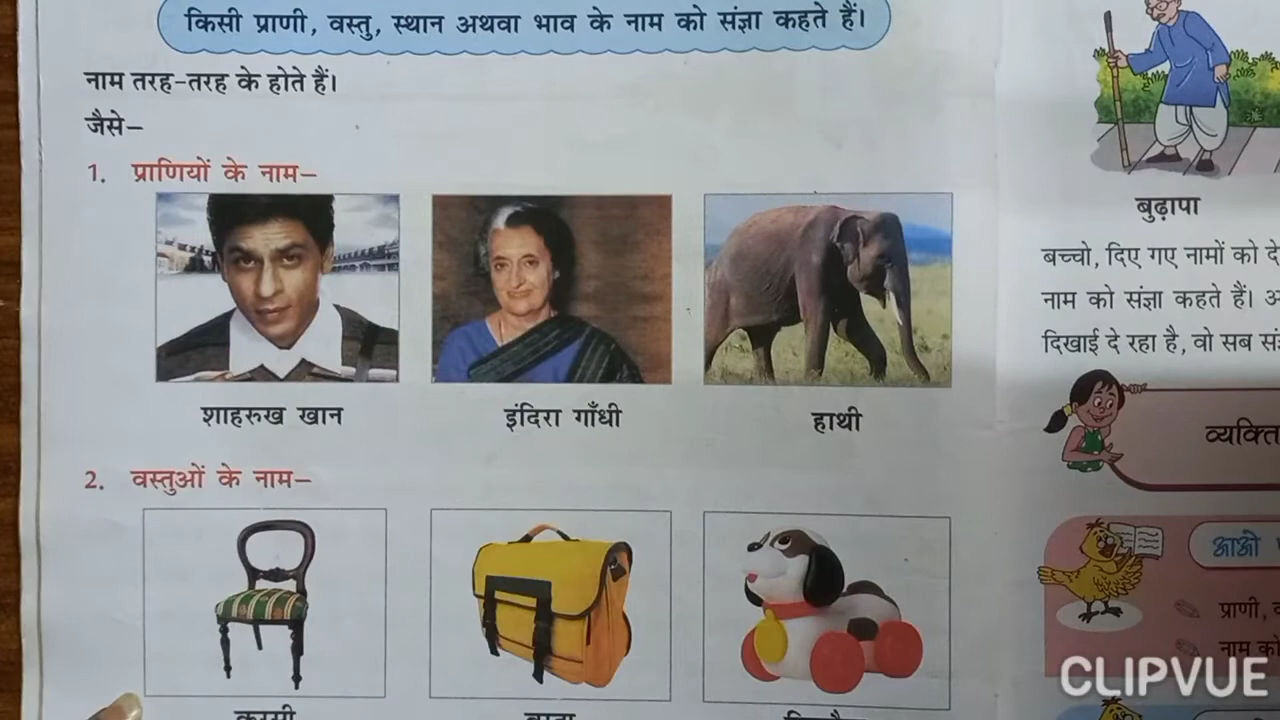 किसी प्राणी, वस्तु, स्थान अथवा भाव के नाम को संज्ञा कहते हैं।
नाम तरह-तरह के होते हैं।
जैसे–
1. प्राणियों के नाम–
शाहरुख खान
इंदिरा गाँधी
हाथी
2. वस्तुओं के नाम–
बुढ़ापा
बच्चो, दिए गए नामों को
नाम को संज्ञा कहते हैं।
दिखाई दे रहा है, वो सब
व्यक्ति
आओ
प्राणी,
नाम को
CLIPVUE